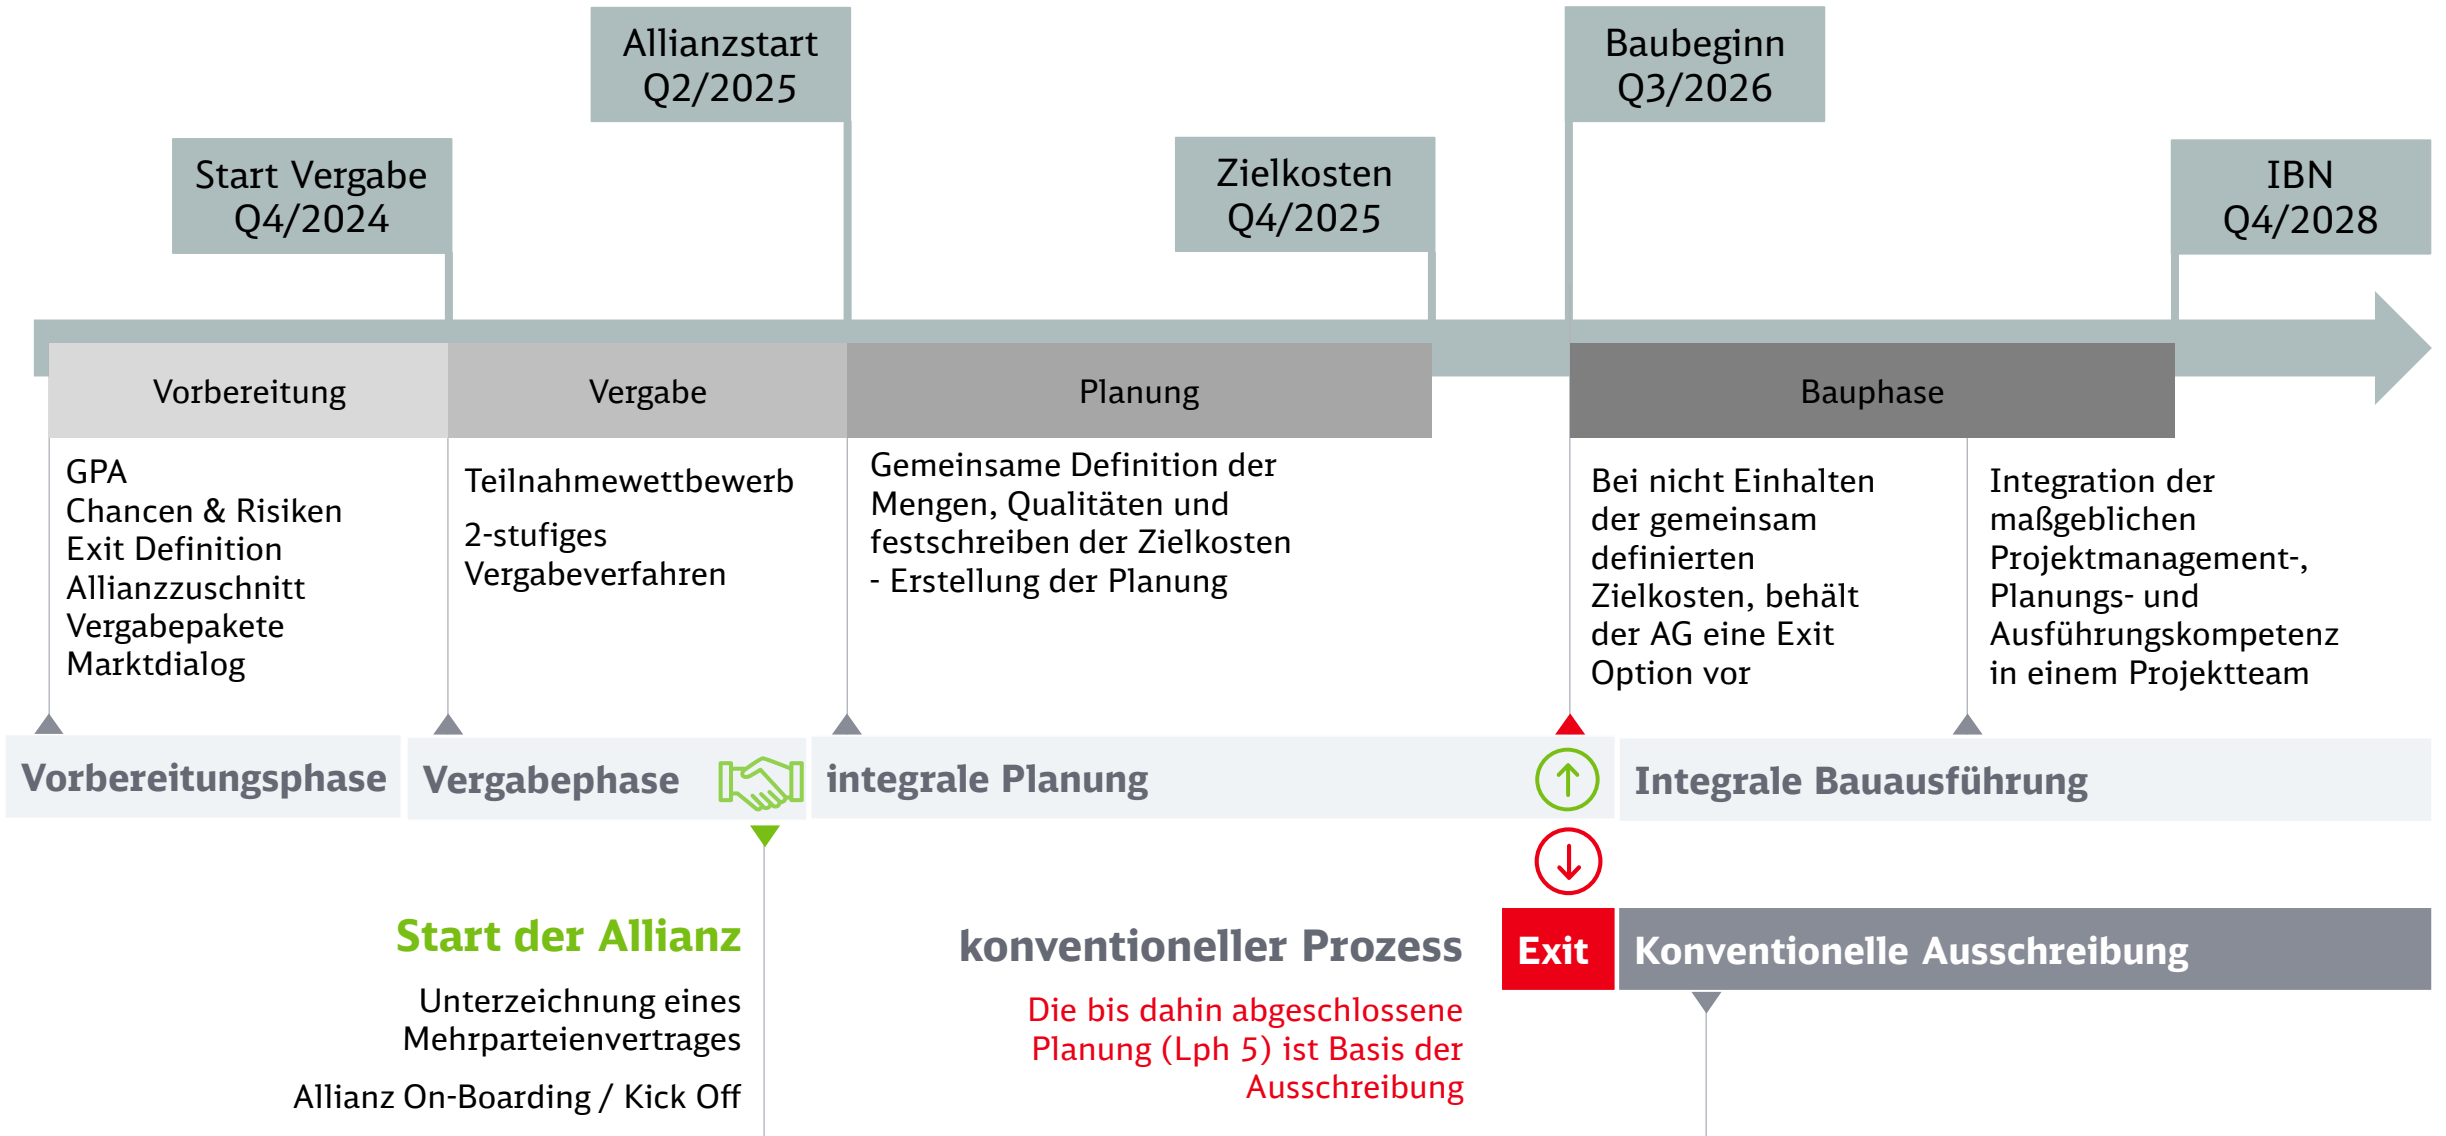 Allianzstart
Q2/2025
Baubeginn
Q3/2026
Start Vergabe
Q4/2024
Zielkosten
Q4/2025
IBN
Q4/2028
Vorbereitung
Vergabe
Planung
Bauphase
GPA
Chancen & Risiken
Exit Definition
Allianzzuschnitt
Vergabepakete
Marktdialog
Teilnahmewettbewerb
2-stufiges
Vergabeverfahren
Gemeinsame Definition der
Mengen, Qualitäten und
festschreiben der Zielkosten
- Erstellung der Planung
Bei nicht Einhalten
der gemeinsam
definierten
Zielkosten, behält
der AG eine Exit
Option vor
Integration der
maßgeblichen
Projektmanagement-,
Planungs- und
Ausführungskompetenz
in einem Projektteam
Vorbereitungsphase
Vergabephase
integrale Planung
Integrale Bauausführung
Start der Allianz
Unterzeichnung eines
Mehrparteienvertrages
Allianz On-Boarding / Kick Off
konventioneller Prozess
Die bis dahin abgeschlossene
Planung (Lph 5) ist Basis der
Ausschreibung
Exit
Konventionelle Ausschreibung